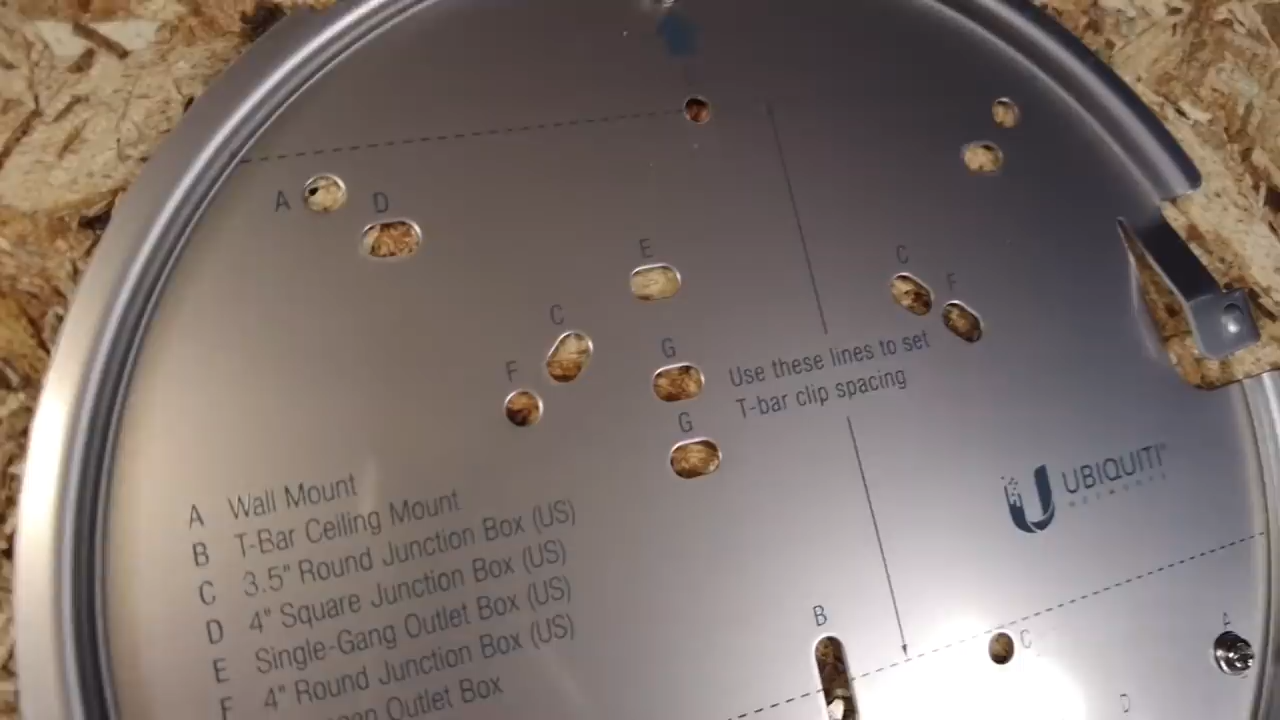 A
D
E
C
F
C
F
G
G
Use these lines to set
T-bar clip spacing
UBIQUITI
NETWORKS
A Wall Mount
B T-Bar Ceiling Mount
C 3.5" Round Junction Box (US)
D 4" Square Junction Box (US)
E Single-Gang Outlet Box (US)
F 4" Round Junction Box (US)
Outlet Box
B
C
A
D